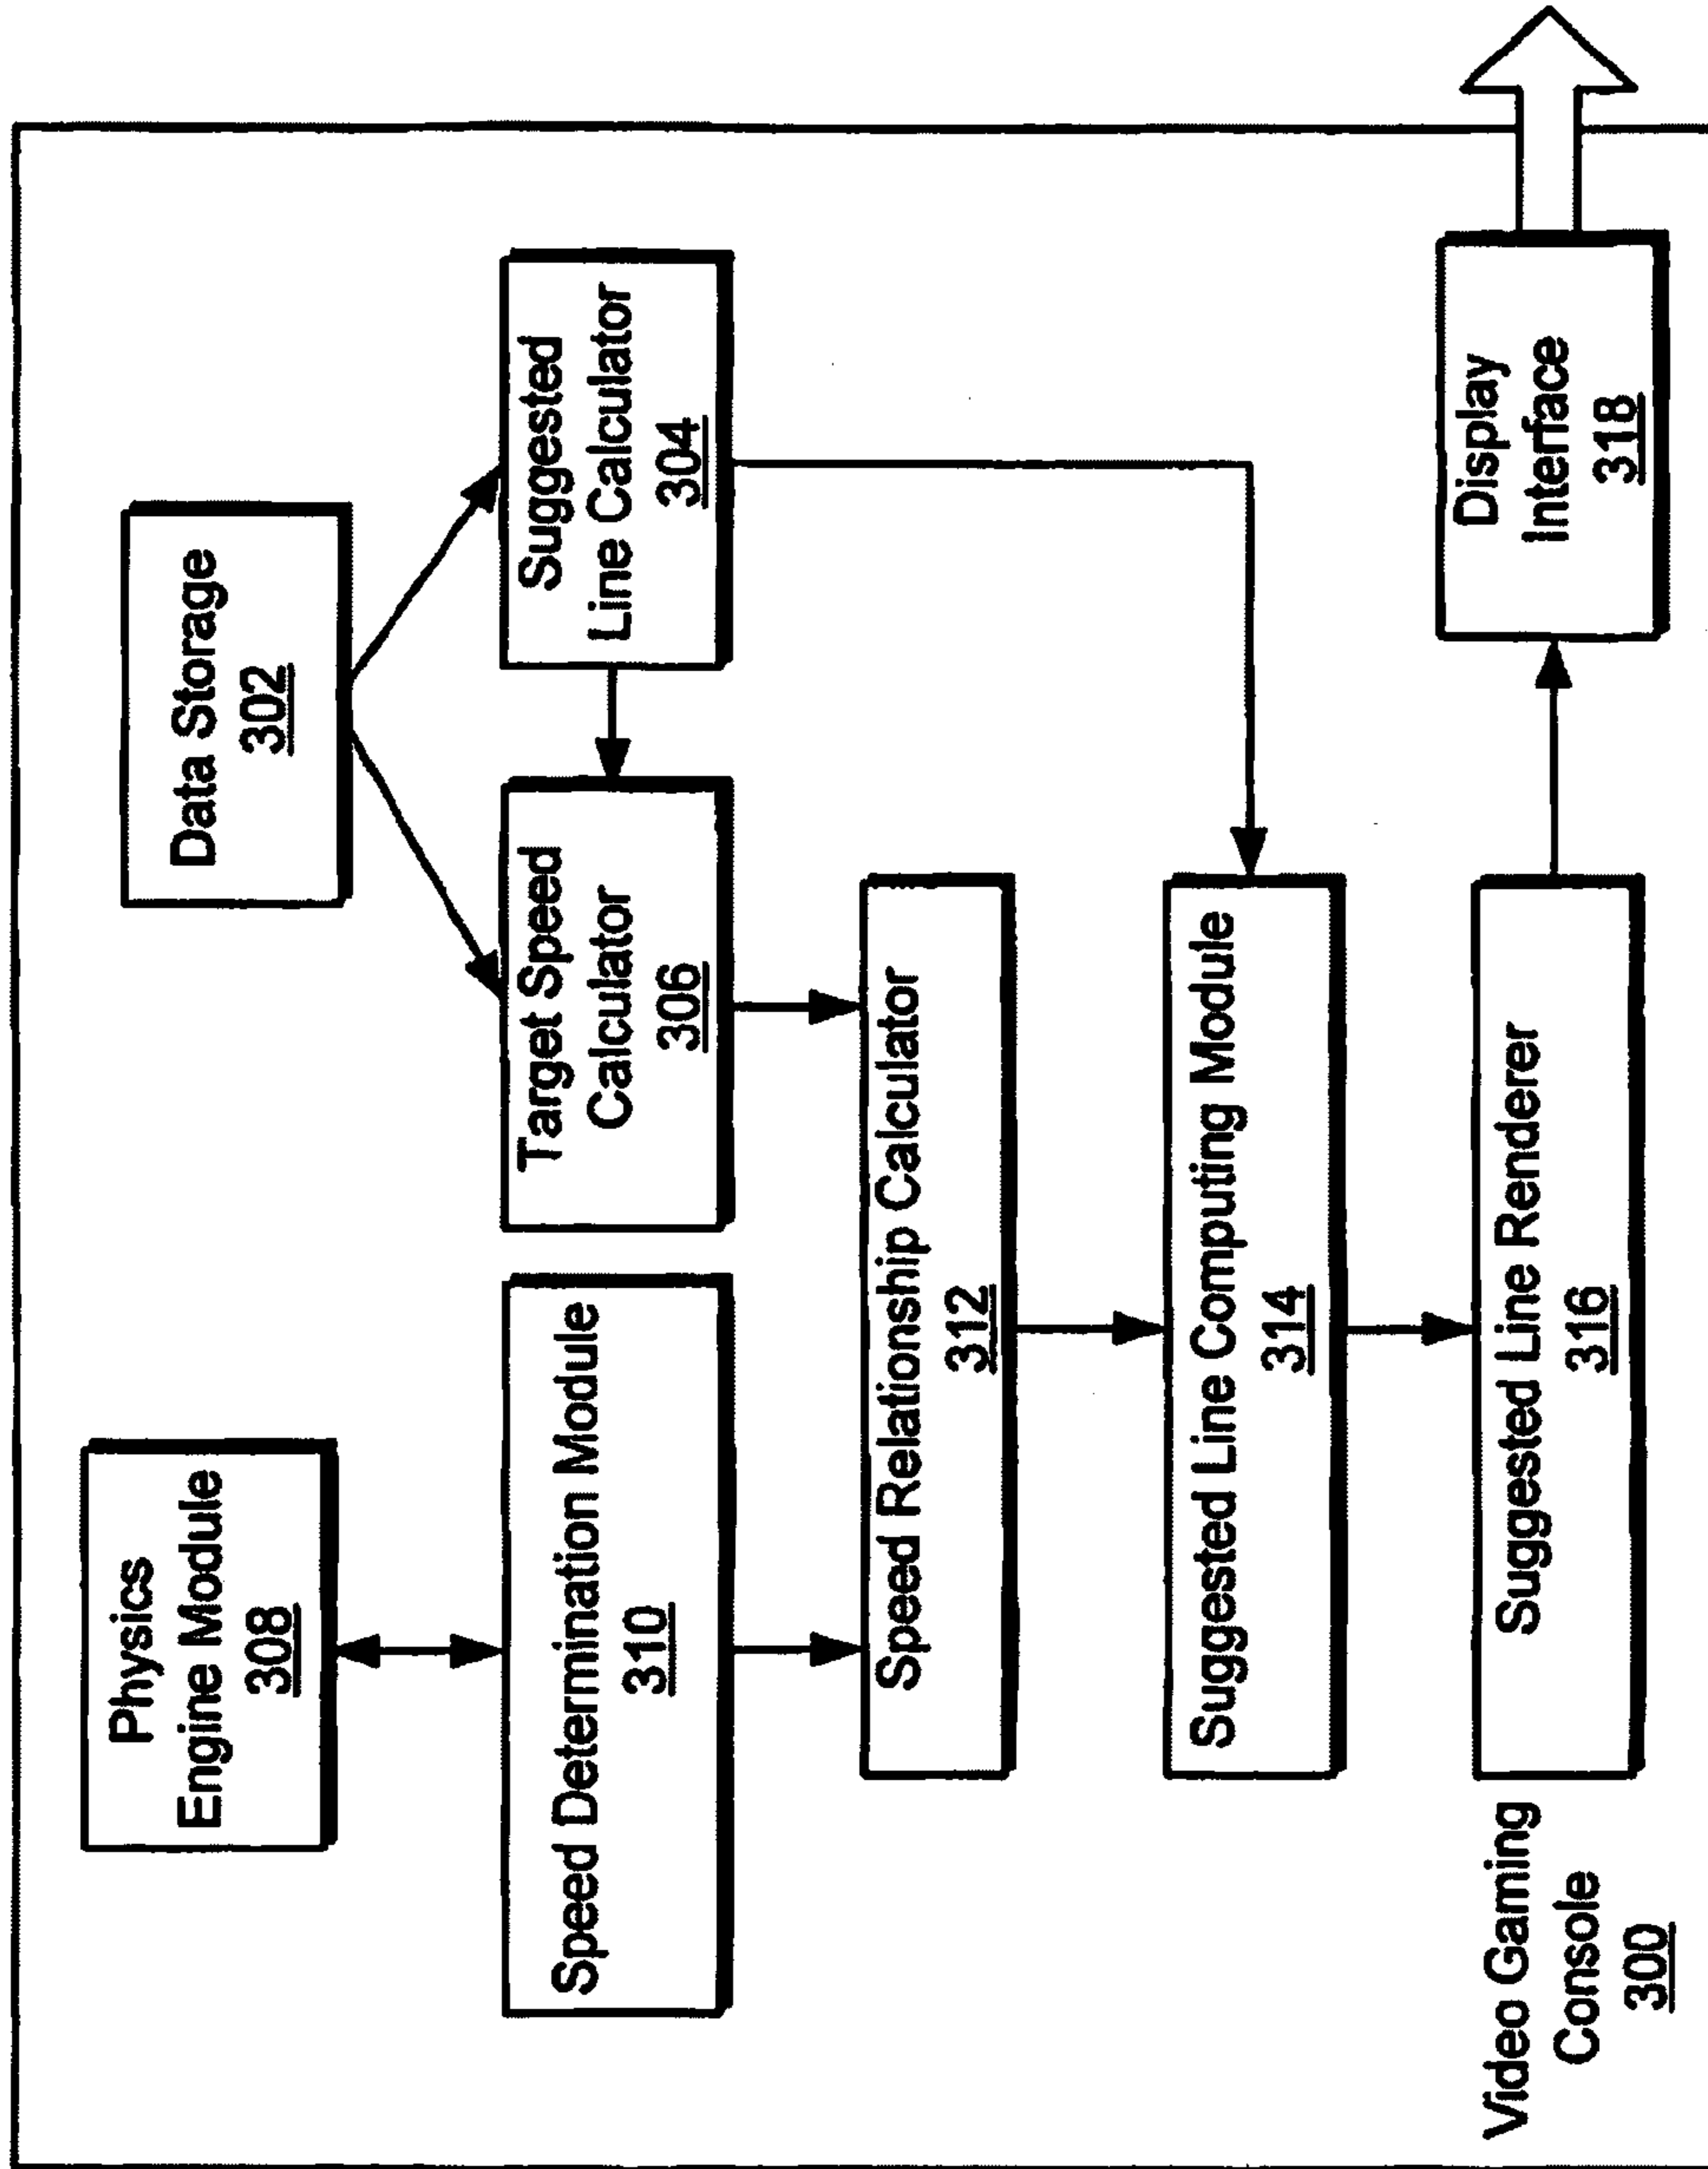 Physics
Engine Module
308
Data Storage
302
Speed Determination Module
310
Target Speed
Calculator
306
Suggested
Line Calculator
304
Speed Relationship Calculator
312
Suggested Line Computing Module
314
Suggested Line Renderer
316
Display
Interface
318
Video Gaming
Console
300